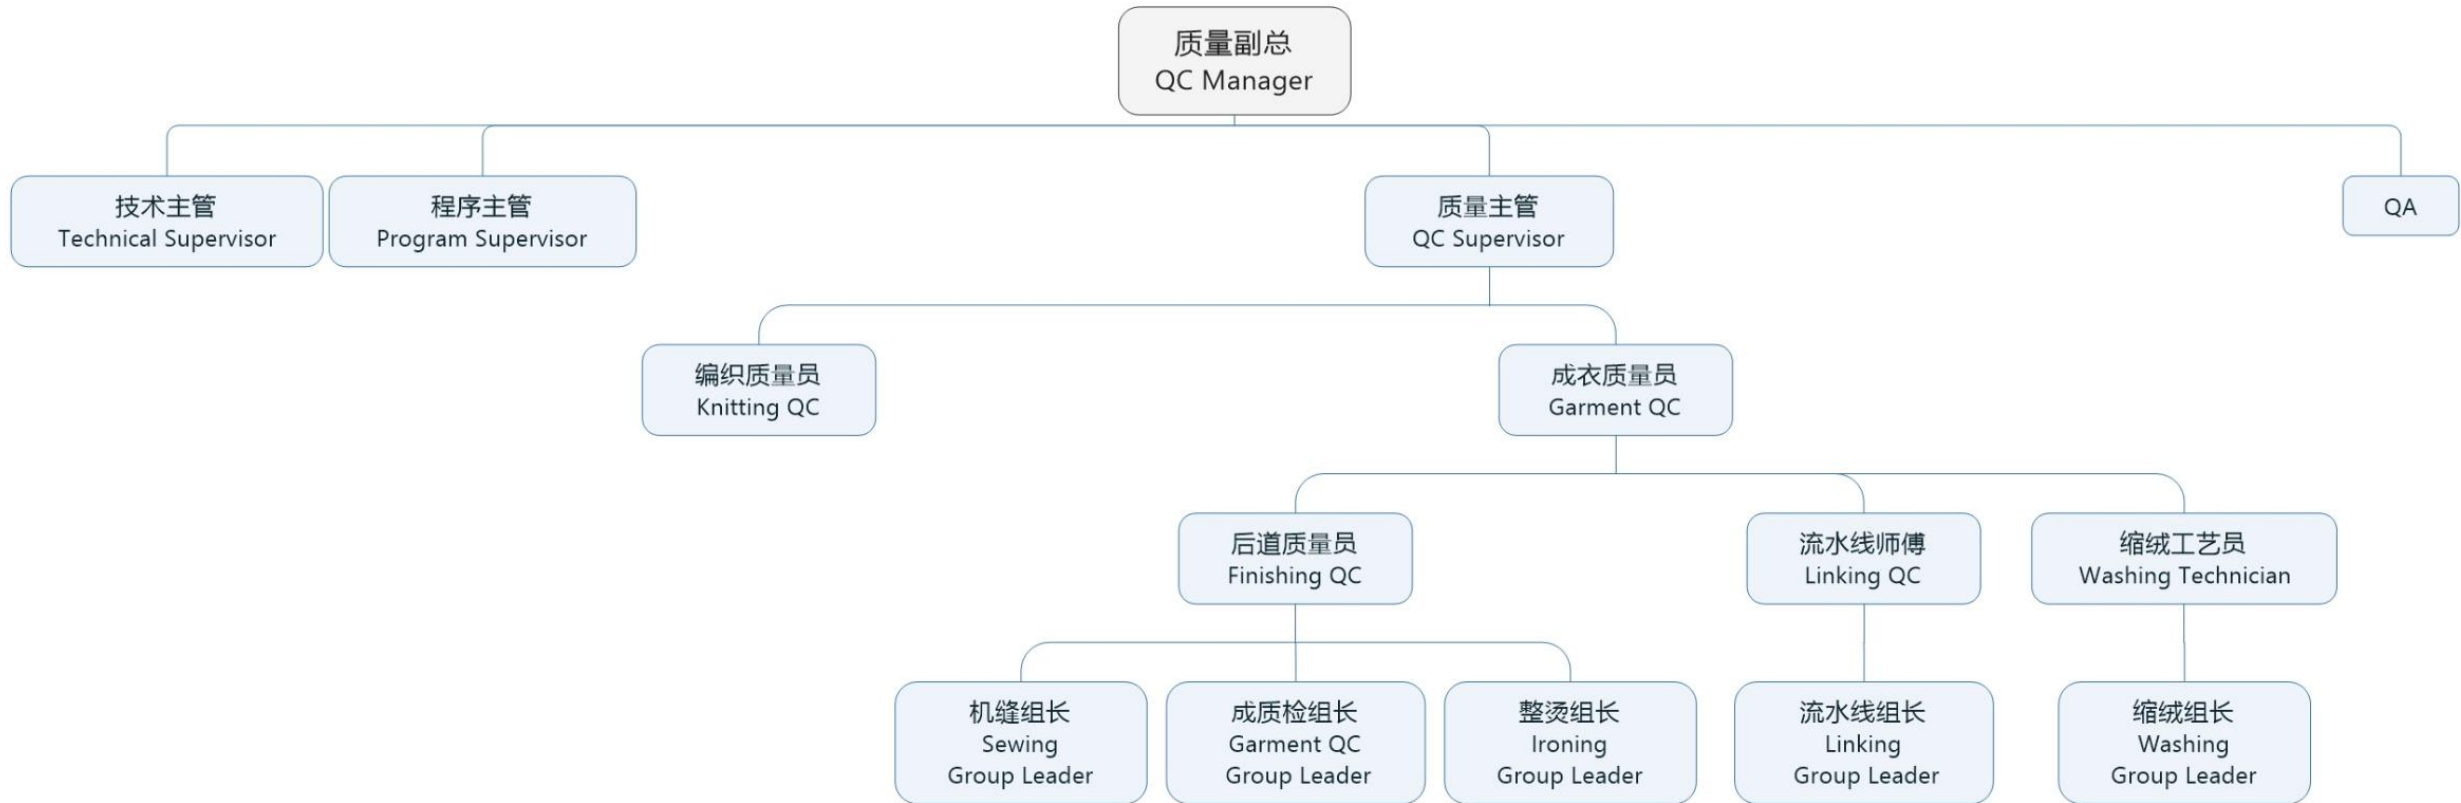 质量副总
QC Manager
技术主管
Technical Supervisor
程序主管
Program Supervisor
质量主管
QC Supervisor
QA
编织质量员
Knitting QC
成衣质量员
Garment QC
后道质量员
Finishing QC
流水线师傅
Linking QC
缩绒工艺员
Washing Technician
机缝组长
Sewing
Group Leader
成质检组长
Garment QC
Group Leader
整烫组长
Ironing
Group Leader
流水线组长
Linking
Group Leader
缩绒组长
Washing
Group Leader